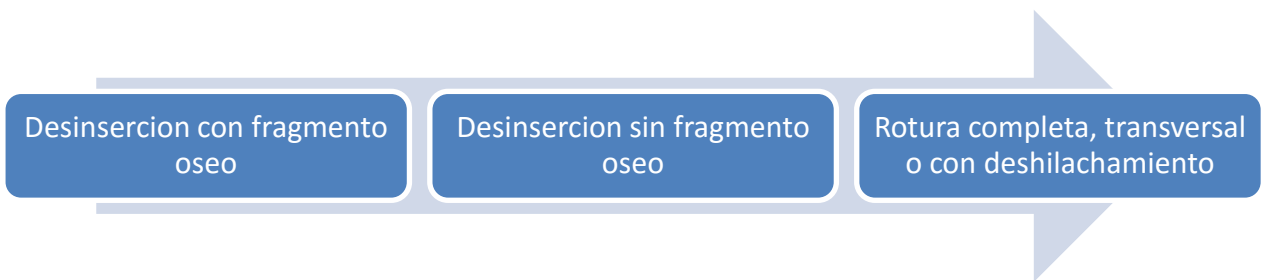 Desinsercion con fragmento
oseo
Desinsercion sin fragmento
oseo
Rotura completa, transversal
o con deshilachamiento